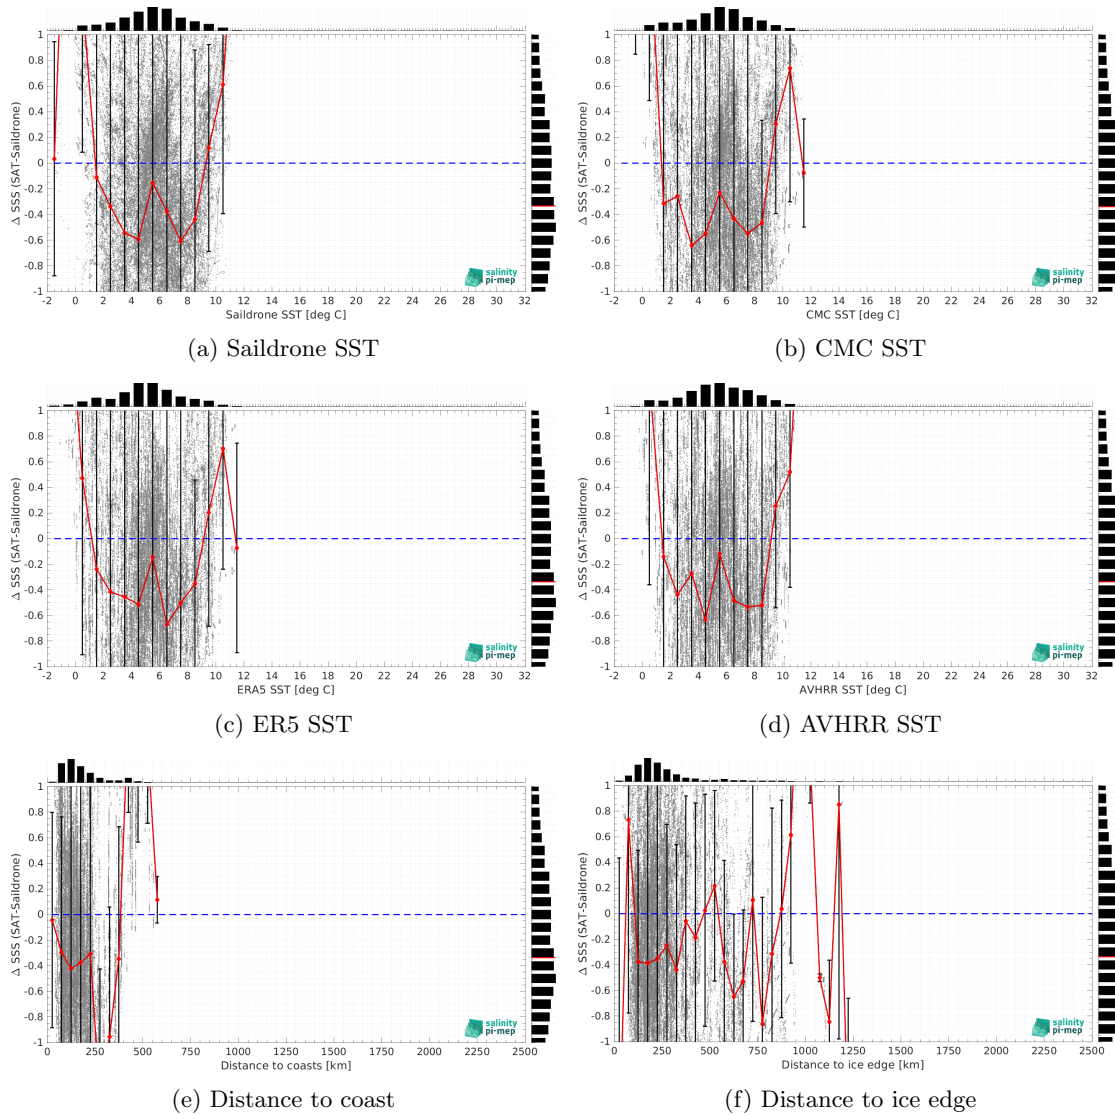 1
0.8
0.6
0.4
0.2
0
-0.2
-0.4
-0.6
-0.8
-1
Δ SSS (SAT-Saildrone)
salinity
pi-mep
-2 0 2 4 6 8 10 12 14 16 18 20 22 24 26 28 30 32
Saildrone SST [deg C]
(a) Saildrone SST
1
0.8
0.6
0.4
0.2
0
-0.2
-0.4
-0.6
-0.8
-1
Δ SSS (SAT-Saildrone)
salinity
pi-mep
-2 0 2 4 6 8 10 12 14 16 18 20 22 24 26 28 30 32
CMC SST [deg C]
(b) CMC SST
1
0.8
0.6
0.4
0.2
0
-0.2
-0.4
-0.6
-0.8
-1
Δ SSS (SAT-Saildrone)
salinity
pi-mep
-2 0 2 4 6 8 10 12 14 16 18 20 22 24 26 28 30 32
ERA5 SST [deg C]
(c) ER5 SST
1
0.8
0.6
0.4
0.2
0
-0.2
-0.4
-0.6
-0.8
-1
Δ SSS (SAT-Saildrone)
salinity
pi-mep
-2 0 2 4 6 8 10 12 14 16 18 20 22 24 26 28 30 32
AVHRR SST [deg C]
(d) AVHRR SST
1
0.8
0.6
0.4
0.2
0
-0.2
-0.4
-0.6
-0.8
-1
Δ SSS (SAT-Saildrone)
salinity
pi-mep
0 250 500 750 1000 1250 1500 1750 2000 2250 2500
Distance to coasts [km]
(e) Distance to coast
1
0.8
0.6
0.4
0.2
0
-0.2
-0.4
-0.6
-0.8
-1
Δ SSS (SAT-Saildrone)
salinity
pi-mep
0 250 500 750 1000 1250 1500 1750 2000 2250 2500
Distance to ice edge [km]
(f) Distance to ice edge